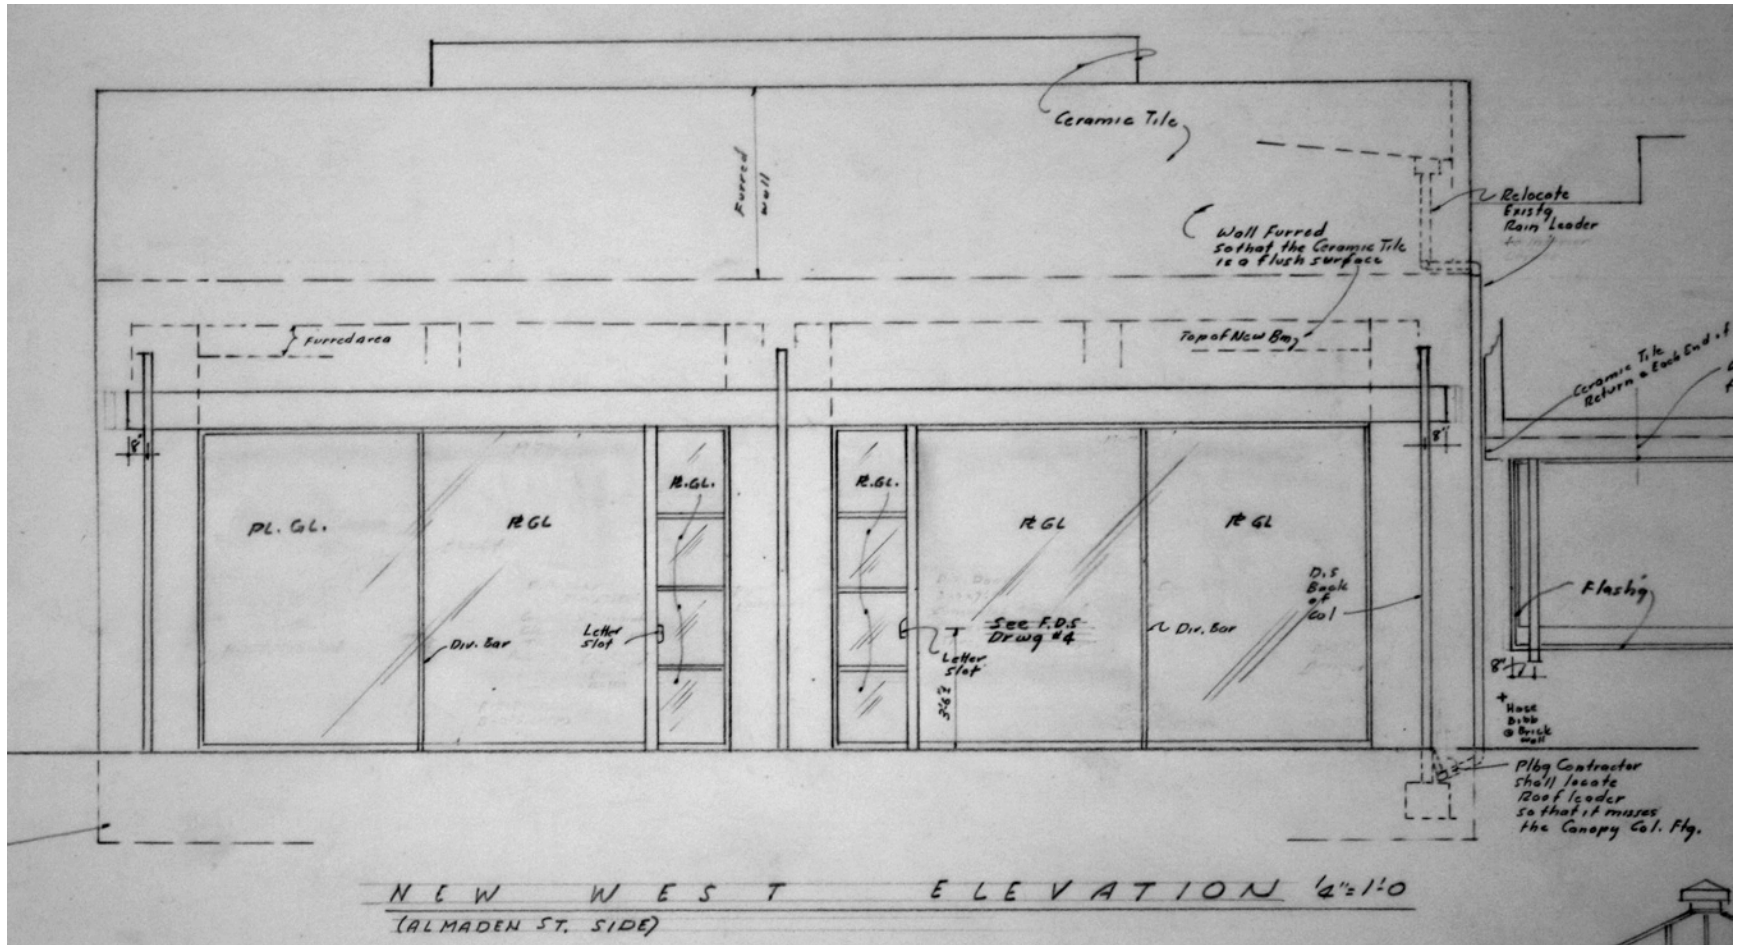 Ceramic Tile
Furred
wall
Relocate
Existg
Rain Leader
Wall Furred
so that the Ceramic Tile
is a flush surface
Furred area
Top of New Bm
Ceramic Tile
Return @ Each End of
8"
8"
PL. GL.
PL GL
PL. GL.
PL. GL.
PL GL
PL GL
D.S
Back
of
Col
Flashg
Div. Bar
Letter
Slot
Letter
Slot
See F.D.S
Drwg #4
Div. Bar
3'-6½
8"
Hose
Bibb
@ Brick
wall
Plbg Contractor
shall locate
Roof leader
so that it misses
the Canopy Col. Ftg.
NEW WEST ELEVATION ¼"=1'-0
(ALMADEN ST. SIDE)